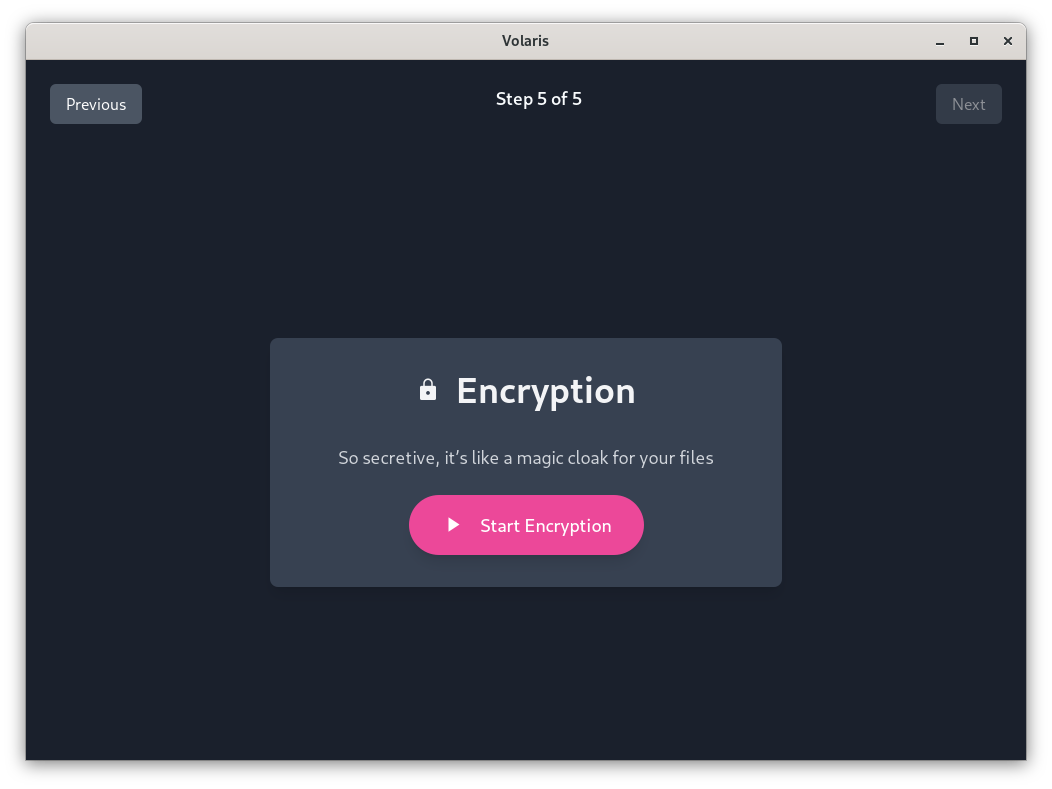 Volaris
Previous
Step 5 of 5
Next
Encryption
So secretive, it’s like a magic cloak for your files
Start Encryption